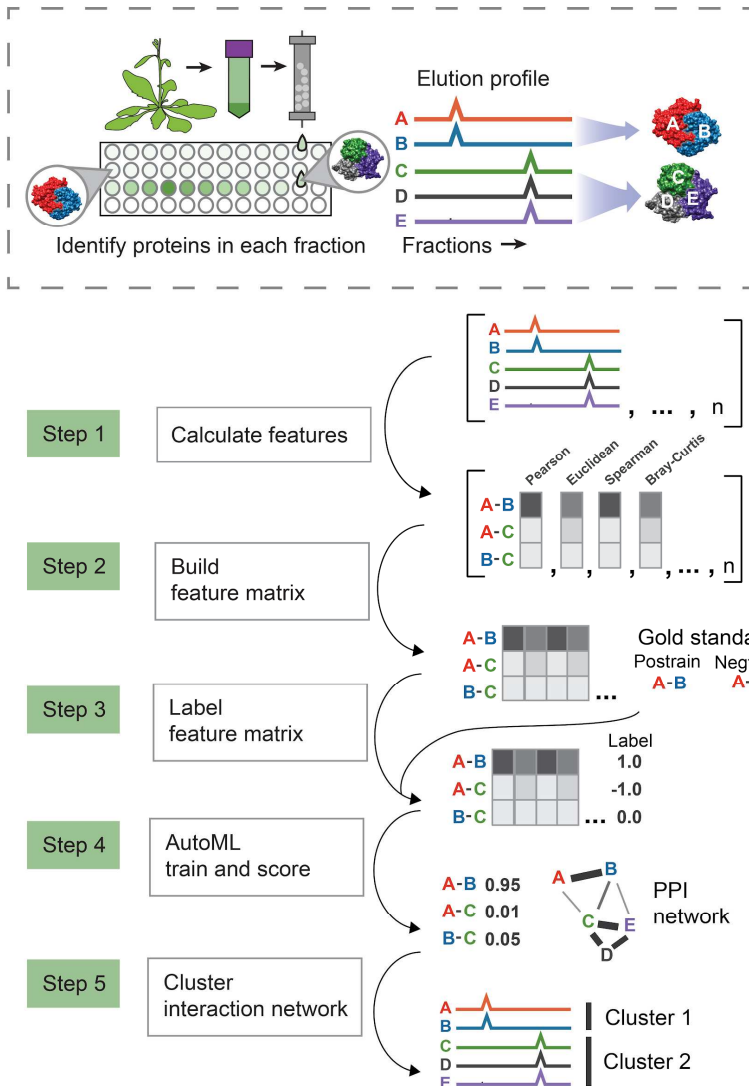 Elution profile
A
B
C
D
E
A B
C
D E
Identify proteins in each fraction
Fractions
A
B
C
D
E
, ... , n
Step 1
Calculate features
Pearson
Euclidean
Spearman
Bray-Curtis
A-B
A-C
B-C
, , , , ... , n
Step 2
Build
feature matrix
A-B
A-C
B-C
...
Gold standa
Postrain Neg
A-B A-
Step 3
Label
feature matrix
Label
A-B 1.0
A-C -1.0
B-C ... 0.0
Step 4
AutoML
train and score
A-B 0.95
A-C 0.01
B-C 0.05
A B
C E
D
PPI
network
Step 5
Cluster
interaction network
A
B
C
D
E
Cluster 1
Cluster 2